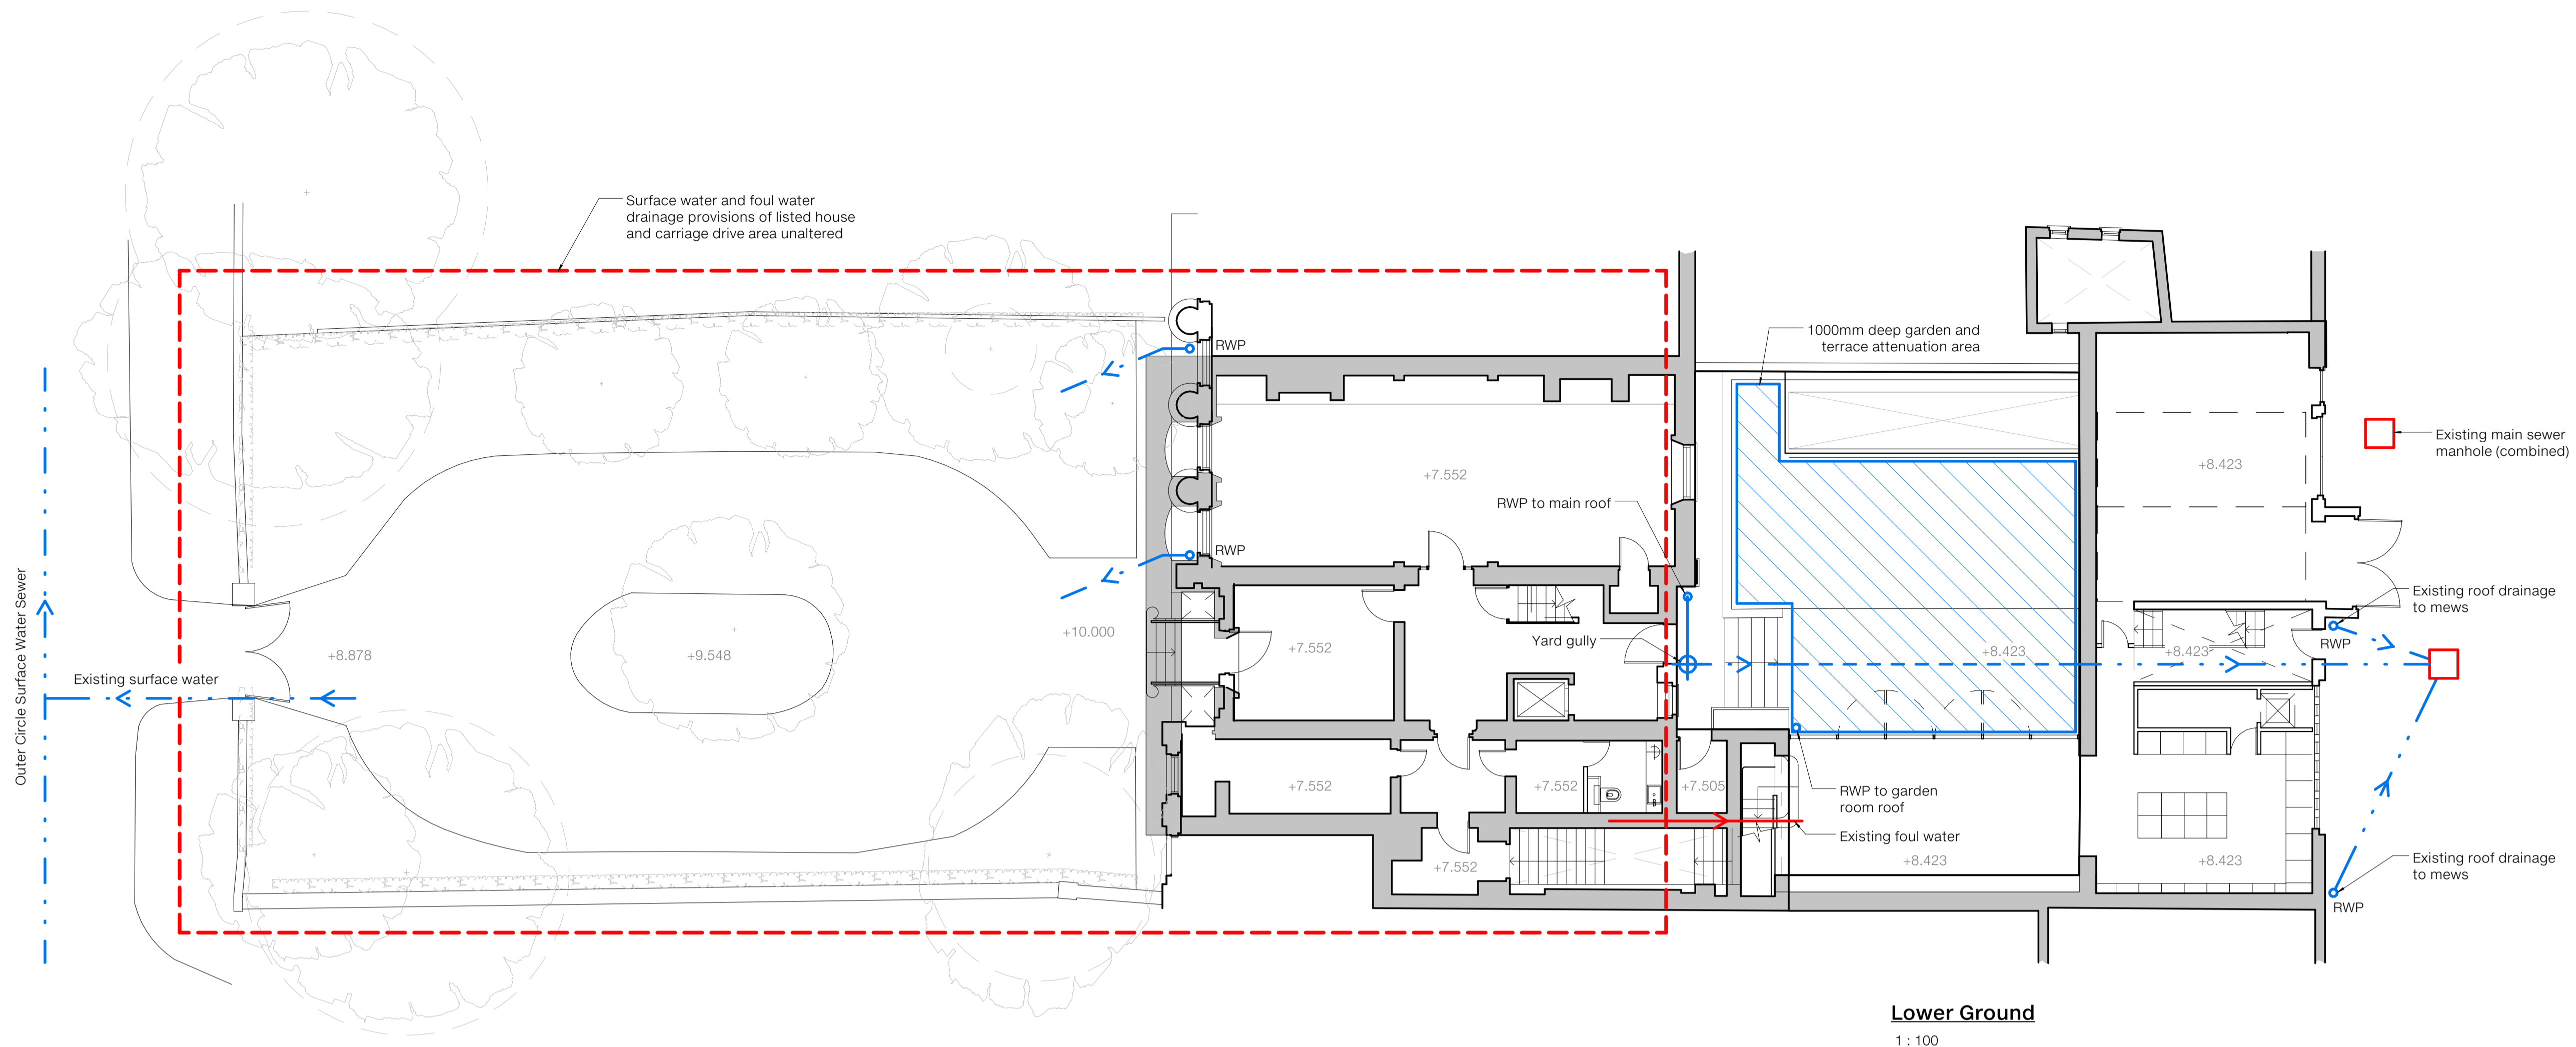 Surface water and foul water
drainage provisions of listed house
and carriage drive area unaltered
1000mm deep garden and
terrace attenuation area
RWP
Existing main sewer
manhole (combined)
+8.423
+7.552
RWP to main roof
RWP
Existing roof drainage
to mews
Outer Circle Surface Water Sewer
+10.000
Yard gully
RWP
+8.878
+9.548
+7.552
+8.423
+8.423
Existing surface water
+7.552
+7.552
+7.505
RWP to garden
room roof
Existing foul water
+7.552
+8.423
+8.423
Existing roof drainage
to mews
RWP
Lower Ground
1 : 100